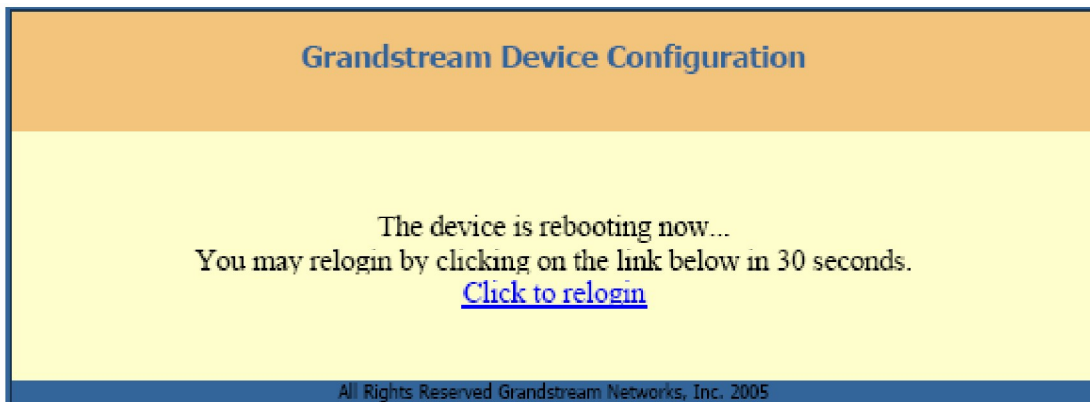 Grandstream Device Configuration
The device is rebooting now...
You may relogin by clicking on the link below in 30 seconds.
Click to relogin
All Rights Reserved Grandstream Networks, Inc. 2005